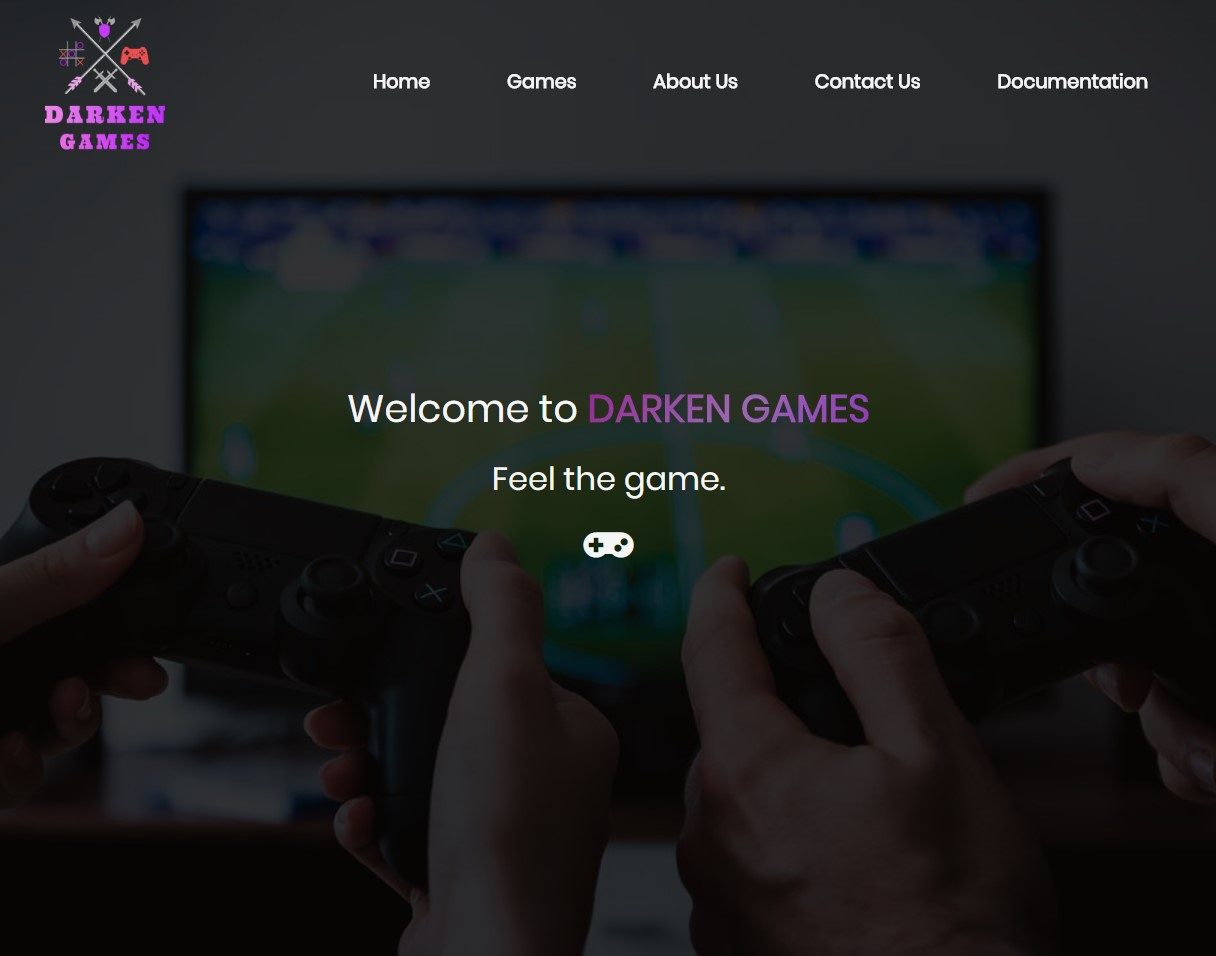 DARKEN
GAMES
Home Games About Us Contact Us Documentation
Welcome to DARKEN GAMES
Feel the game.